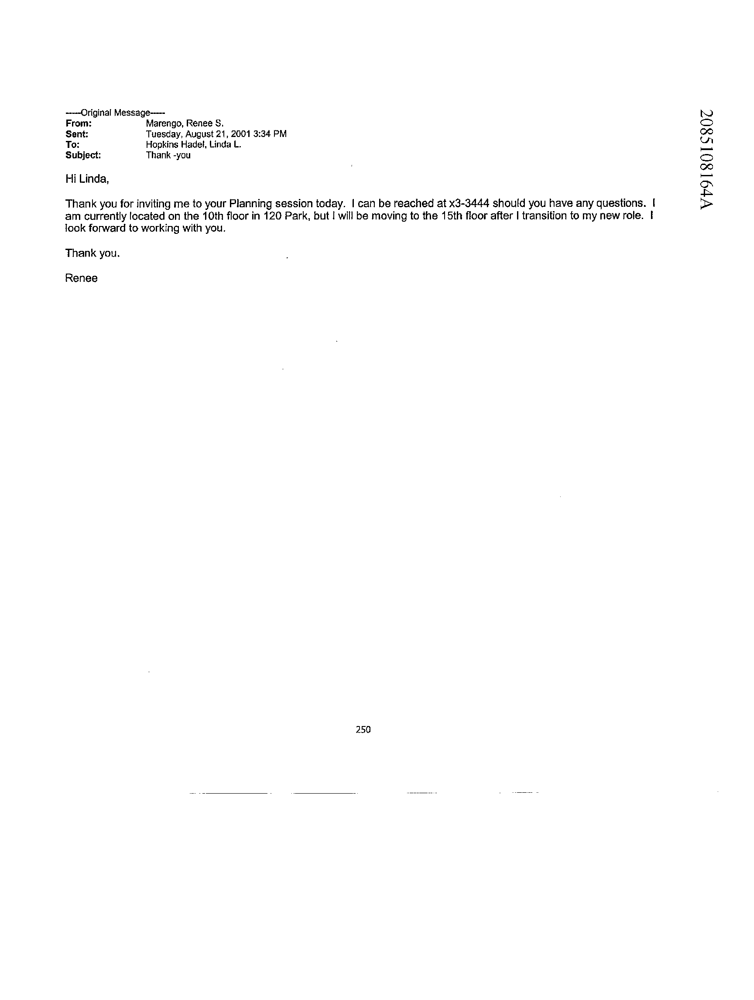 -----Original Message-----
From: Marengo, Renee S.
Sent: Tuesday, August 21, 2001 3:34 PM
To: Hopkins Hadel, Linda L.
Subject: Thank -you
Hi Linda,
Thank you for inviting me to your Planning session today. I can be reached at x3-3444 should you have any questions. I
am currently located on the 10th floor in 120 Park, but I will be moving to the 15th floor after I transition to my new role. I
look forward to working with you.
Thank you.
Renee
250
2085108164A